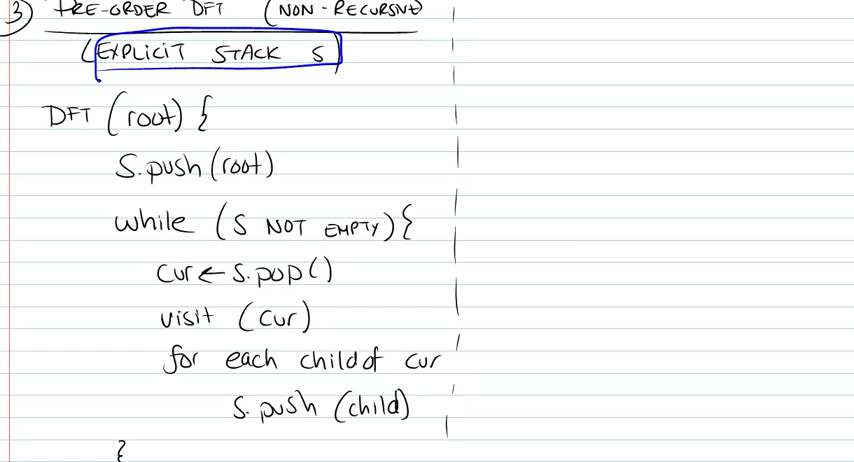 3) PRE-ORDER DFT (NON-RECURSIVE)
(EXPLICIT STACK S)
DFT (root) {
S.push(root)
while (S NOT EMPTY) {
cur ← S.pop()
visit (cur)
for each child of cur
S.push (child)
}